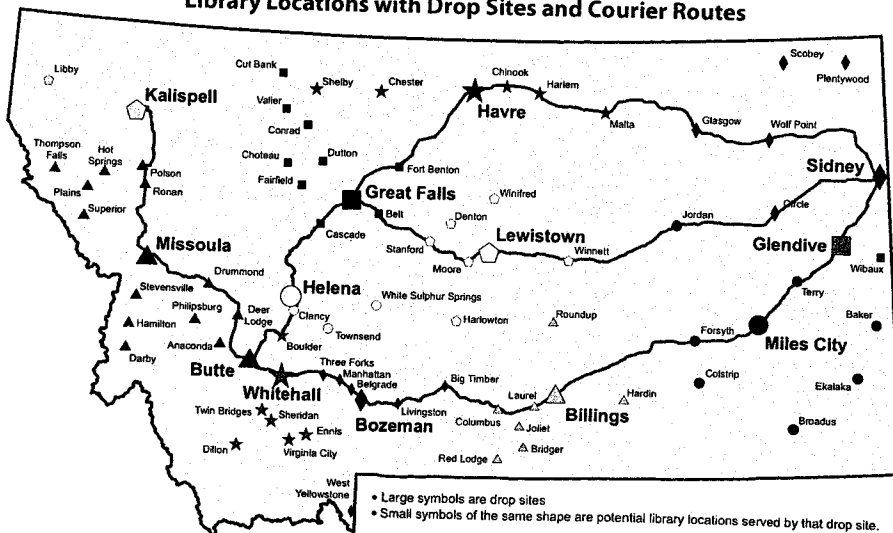 Library Locations with Drop Sites and Courier Routes
Libby
Kalispell
Cut Bank
Shelby
Chester
Chinook
Harlem
Havre
Scobey
Plentywood
Valier
Conrad
Malta
Glasgow
Wolf Point
Thompson
Falls
Hot
Springs
Polson
Ronan
Choteau
Dutton
Fairfield
Fort Benton
Sidney
Plains
Superior
Great Falls
Winifred
Belt
Denton
Cascade
Stanford
Lewistown
Moore
Winnett
Jordan
Circle
Glendive
Wibaux
Missoula
Drummond
Stevensville
Philipsburg
Deer
Lodge
Hamilton
Anaconda
Darby
Helena
Clancy
Townsend
White Sulphur Springs
Harlowton
Roundup
Terry
Baker
Forsyth
Miles City
Boulder
Butte
Whitehall
Three Forks
Manhattan
Belgrade
Big Timber
Laurel
Hardin
Colstrip
Ekalaka
Twin Bridges
Sheridan
Ennis
Virginia City
Dillon
Bozeman
Livingston
Columbus
Billings
Joliet
Bridger
Red Lodge
Broadus
West
Yellowstone
• Large symbols are drop sites
• Small symbols of the same shape are potential library locations served by that drop site.